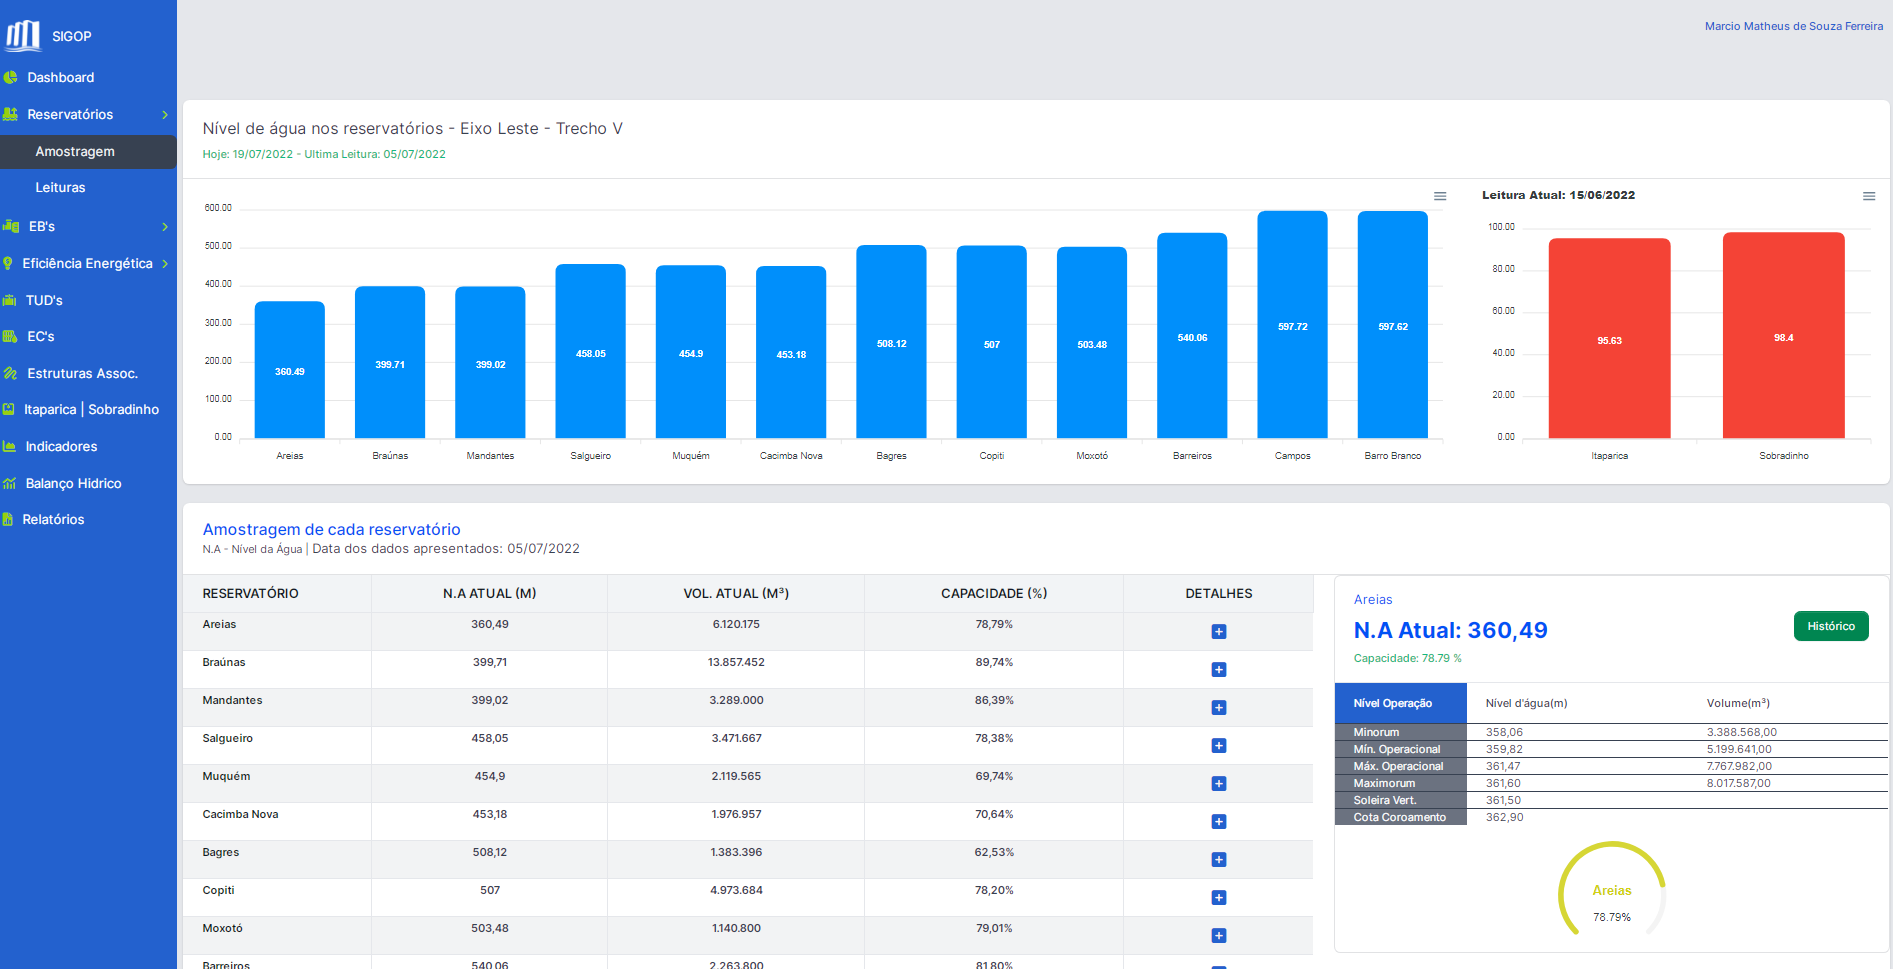 SIGOP
Dashboard
Reservatórios
Amostragem
Leituras
EB's
Eficiência Energética
TUD's
EC's
Estruturas Assoc.
Itaparica | Sobradinho
Indicadores
Balanço Hidrico
Relatórios
Marcio Matheus de Souza Ferreira
Nível de água nos reservatórios - Eixo Leste - Trecho V
Hoje: 19/07/2022 - Ultima Leitura: 05/07/2022
600.00
500.00
400.00
300.00
200.00
100.00
0.00
360.49
399.71
399.02
458.05
454.9
453.18
508.12
507
503.48
540.06
597.72
597.62
Areias
Braúnas
Mandantes
Salgueiro
Muquém
Cacimba Nova
Bagres
Copiti
Moxotó
Barreiros
Campos
Barro Branco
Leitura Atual: 15/06/2022
100.00
80.00
60.00
40.00
20.00
0.00
95.63
98.4
Itaparica
Sobradinho
Amostragem de cada reservatório
N.A - Nível da Água | Data dos dados apresentados: 05/07/2022
RESERVATÓRIO N.A ATUAL (M) VOL. ATUAL (M³) CAPACIDADE (%) DETALHES
Areias 360,49 6.120.175 78,79%
Braúnas 399,71 13.857.452 89,74%
Mandantes 399,02 3.289.000 86,39%
Salgueiro 458,05 3.471.667 78,38%
Muquém 454,9 2.119.565 69,74%
Cacimba Nova 453,18 1.976.957 70,64%
Bagres 508,12 1.383.396 62,53%
Copiti 507 4.973.684 78,20%
Moxotó 503,48 1.140.800 79,01%
Barreiros 540,06 2.263.800 81,80%
Areias
N.A Atual: 360,49
Capacidade: 78.79 %
Histórico
Nível Operação Nível d'água(m) Volume(m³)
Minorum 358,06 3.388.568,00
Mín. Operacional 359,82 5.199.641,00
Máx. Operacional 361,47 7.767.982,00
Maximorum 361,60 8.017.587,00
Soleira Vert. 361,50
Cota Coroamento 362,90
Areias
78.79%